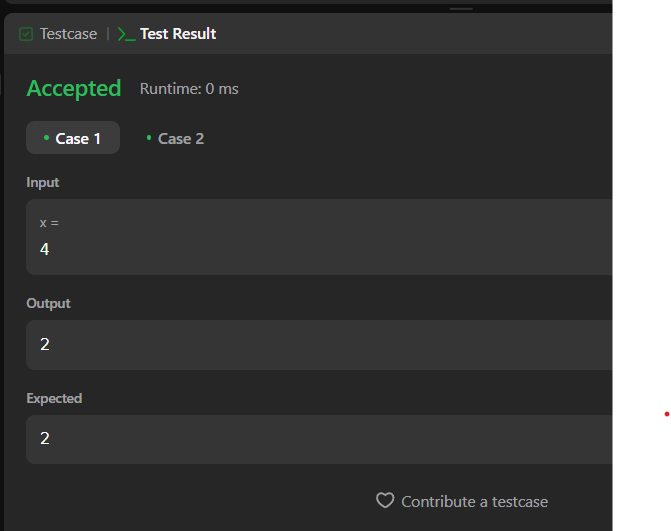 Testcase | Test Result
Accepted Runtime: 0 ms
Case 1 Case 2
Input
x =
4
Output
2
Expected
2
Contribute a testcase